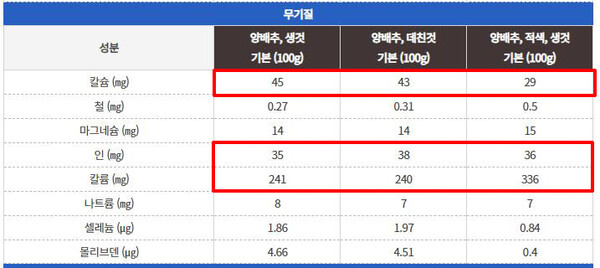 무기질
성분 양배추, 생것 기본 (100g) 양배추, 데친것 기본 (100g) 양배추, 적색, 생것 기본 (100g)
칼슘 (㎎) 45 43 29
철 (㎎) 0.27 0.31 0.5
마그네슘 (㎎) 14 14 15
인 (㎎) 35 38 36
칼륨 (㎎) 241 240 336
나트륨 (㎎) 8 7 7
셀레늄 (㎍) 1.86 1.97 0.84
몰리브덴 (㎍) 4.66 4.51 0.4